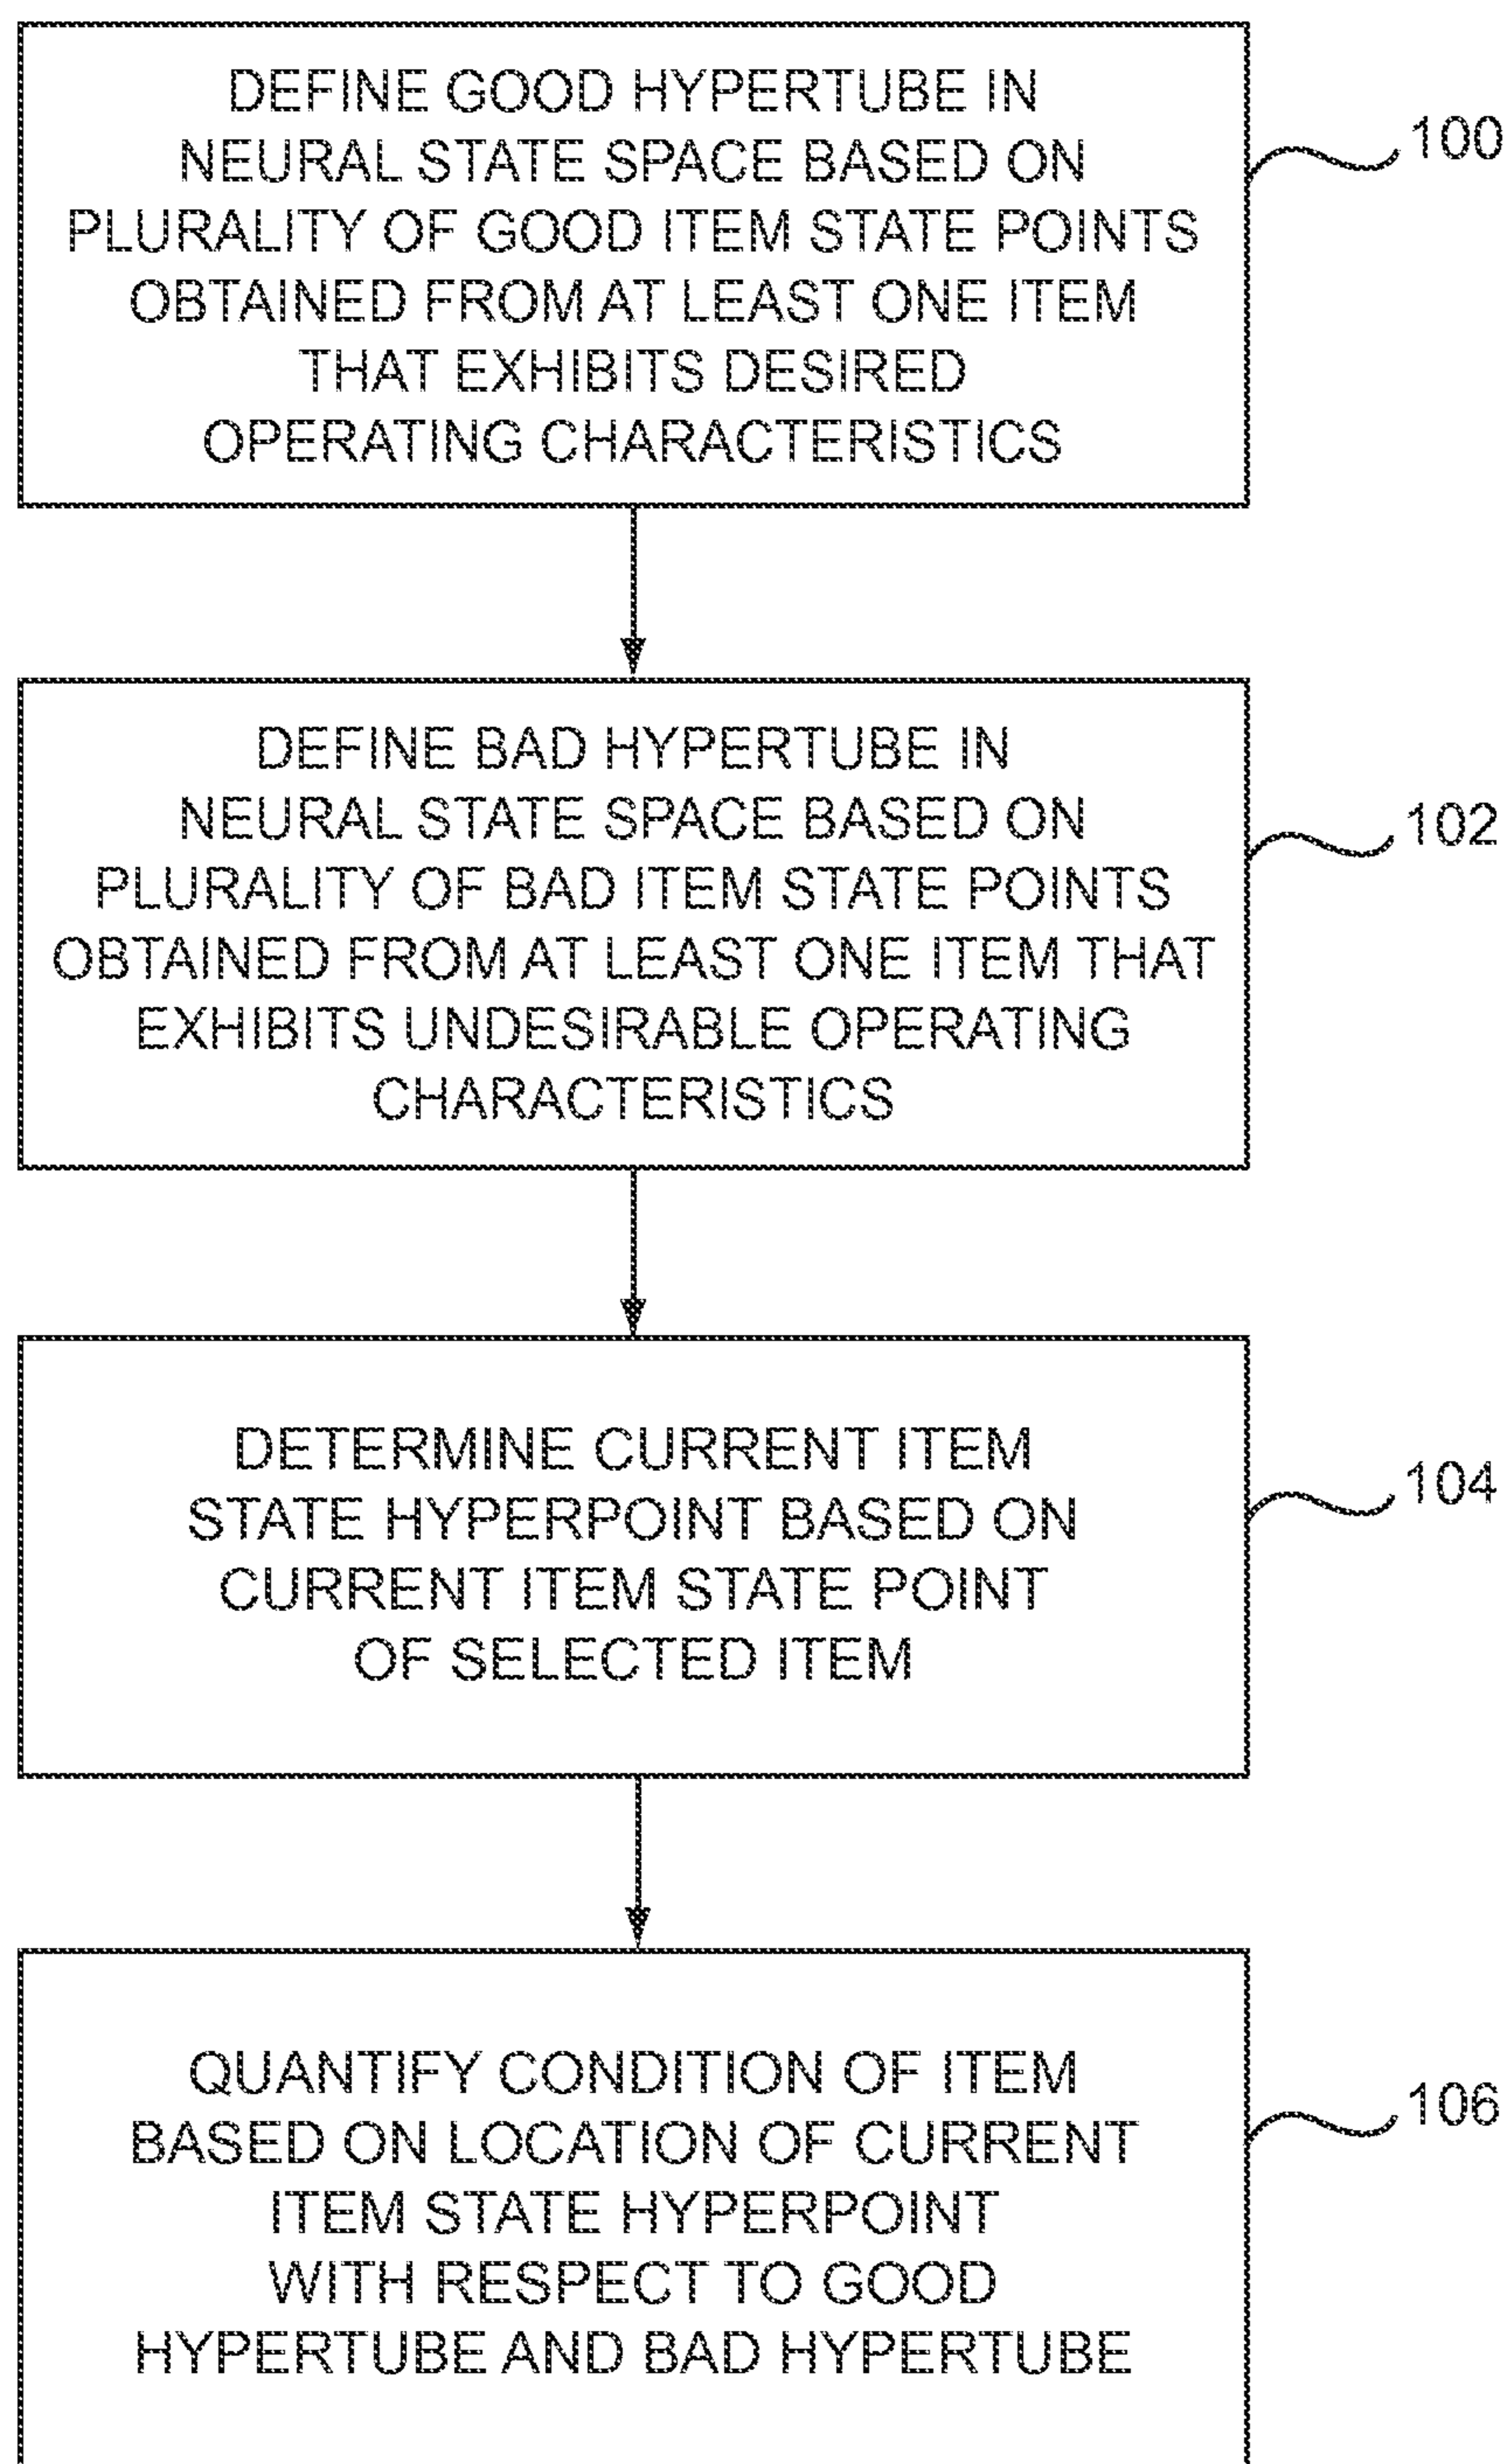 DEFINE GOOD HYPERTUBE IN
NEURAL STATE SPACE BASED ON
PLURALITY OF GOOD ITEM STATE POINTS
OBTAINED FROM AT LEAST ONE ITEM
THAT EXHIBITS DESIRED
OPERATING CHARACTERISTICS
100
DEFINE BAD HYPERTUBE IN
NEURAL STATE SPACE BASED ON
PLURALITY OF BAD ITEM STATE POINTS
OBTAINED FROM AT LEAST ONE ITEM THAT
EXHIBITS UNDESIRABLE OPERATING
CHARACTERISTICS
102
DETERMINE CURRENT ITEM
STATE HYPERPOINT BASED ON
CURRENT ITEM STATE POINT
OF SELECTED ITEM
104
QUANTIFY CONDITION OF ITEM
BASED ON LOCATION OF CURRENT
ITEM STATE HYPERPOINT
WITH RESPECT TO GOOD
HYPERTUBE AND BAD HYPERTUBE
106